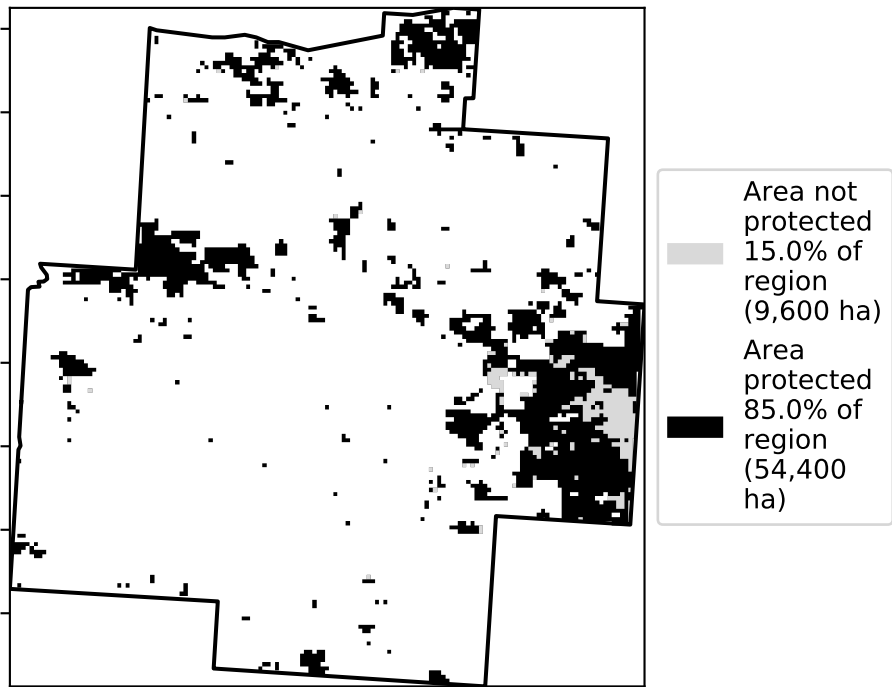 Area not
protected
15.0% of
region
(9,600 ha)
Area
protected
85.0% of
region
(54,400
ha)